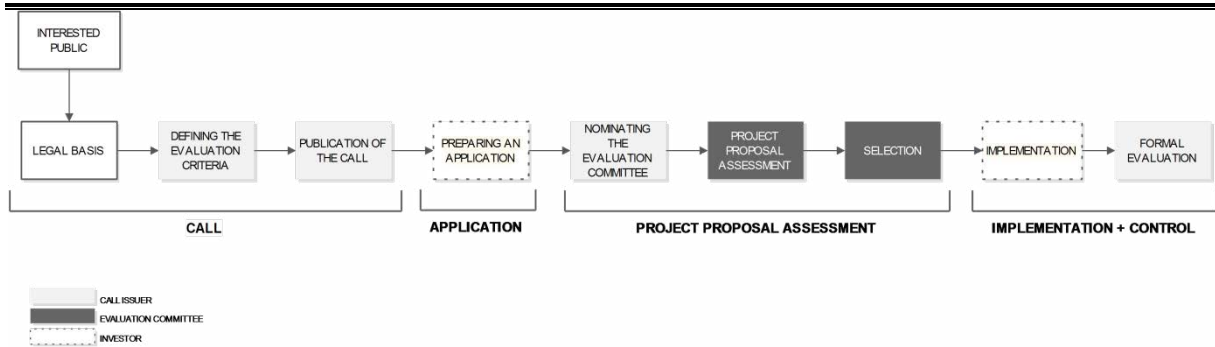 INTERESTED
PUBLIC
LEGAL BASIS
DEFINING THE
EVALUATION
CRITERIA
PUBLICATION OF
THE CALL
PREPARING AN
APPLICATION
NOMINATING
THE
EVALUATION
COMMITTEE
PROJECT
PROPOSAL
ASSESSMENT
SELECTION
IMPLEMENTATION
FORMAL
EVALUATION
CALL
APPLICATION
PROJECT PROPOSAL ASSESSMENT
IMPLEMENTATION + CONTROL
CALL ISSUER
EVALUATION COMMITTEE
INVESTOR